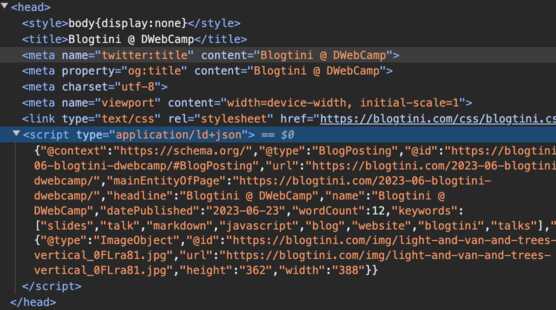 <head>
<style>body{display:none}</style>
<title>Blogtini @ DWebCamp</title>
<meta name="twitter:title" content="Blogtini @ DWebCamp">
<meta property="og:title" content="Blogtini @ DWebCamp">
<meta charset="utf-8">
<meta name="viewport" content="width=device-width, initial-scale=1">
<link type="text/css" rel="stylesheet" href="https://blogtini.com/css/blogtini.cs
<script type="application/ld+json"> == $0
{"@context":"https://schema.org/","@type":"BlogPosting","@id":"https://blogtini
06-blogtini-dwebcamp/#BlogPosting","url":"https://blogtini.com/2023-06-blogtini
dwebcamp/","mainEntityOfPage":"https://blogtini.com/2023-06-blogtini-
dwebcamp/","headline":"Blogtini @ DWebCamp","name":"Blogtini @
DWebCamp","datePublished":"2023-06-23","wordCount":12,"keywords":
["slides","talk","markdown","javascript","blog","website","blogtini","talks"],"
{"@type":"ImageObject","@id":"https://blogtini.com/img/light-and-van-and-trees-
vertical_0FLra81.jpg","url":"https://blogtini.com/img/light-and-van-and-trees-
vertical_0FLra81.jpg","height":"362","width":"388"}}
</script>
</head>